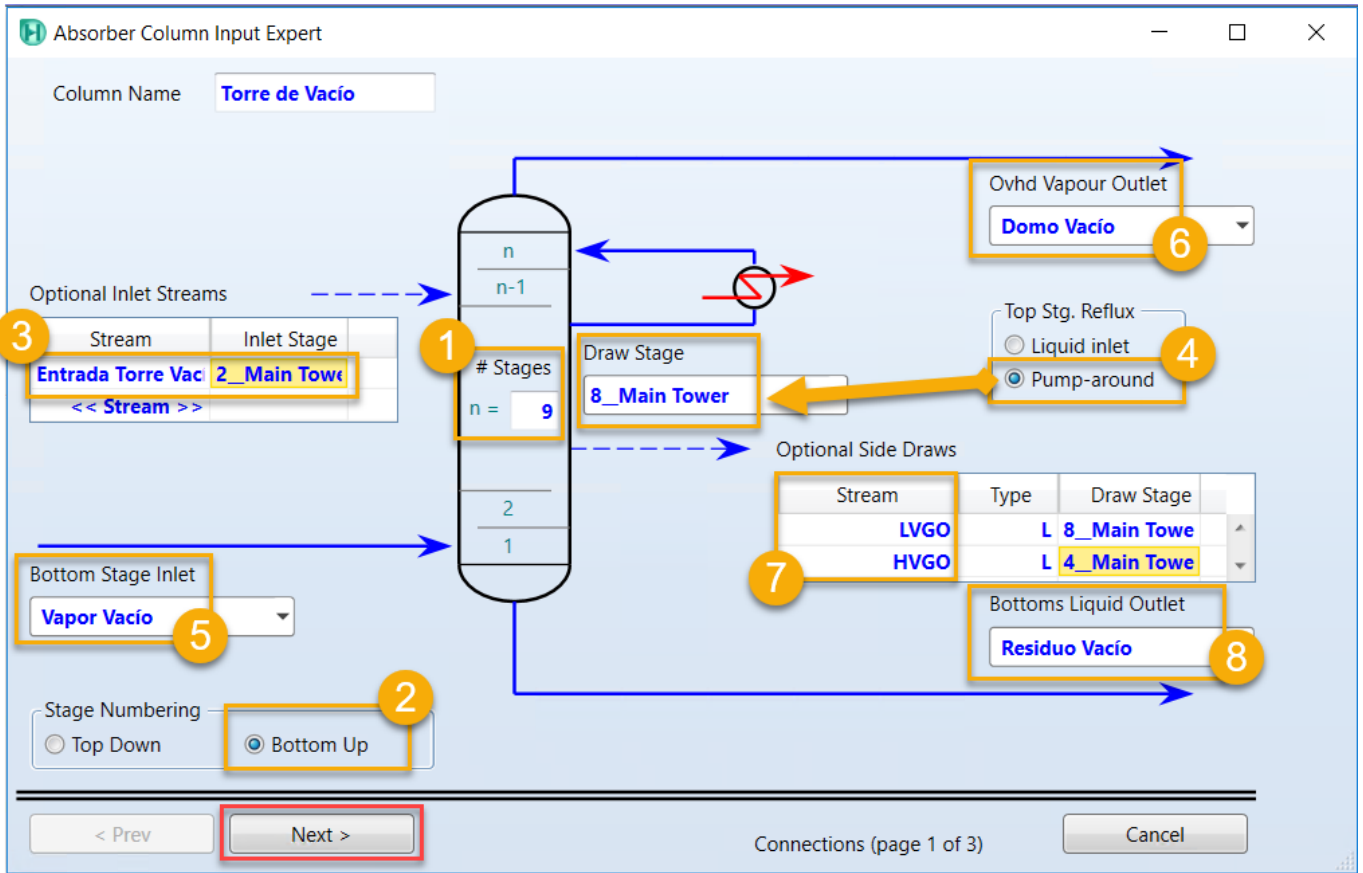 Absorber Column Input Expert
Column Name Torre de Vacío
Ovhd Vapour Outlet
Domo Vacío
6
n
n-1
Optional Inlet Streams
3
Stream Inlet Stage
Entrada Torre Vací 2__Main Towe
<< Stream >>
1
# Stages
n = 9
Draw Stage
8__Main Tower
Top Stg. Reflux
Liquid inlet
Pump-around
4
Optional Side Draws
Stream Type Draw Stage
LVGO L 8__Main Towe
HVGO L 4__Main Towe
7
2
1
Bottom Stage Inlet
Vapor Vacío
5
Bottoms Liquid Outlet
Residuo Vacío
8
Stage Numbering
Top Down Bottom Up
2
< Prev Next > Connections (page 1 of 3) Cancel